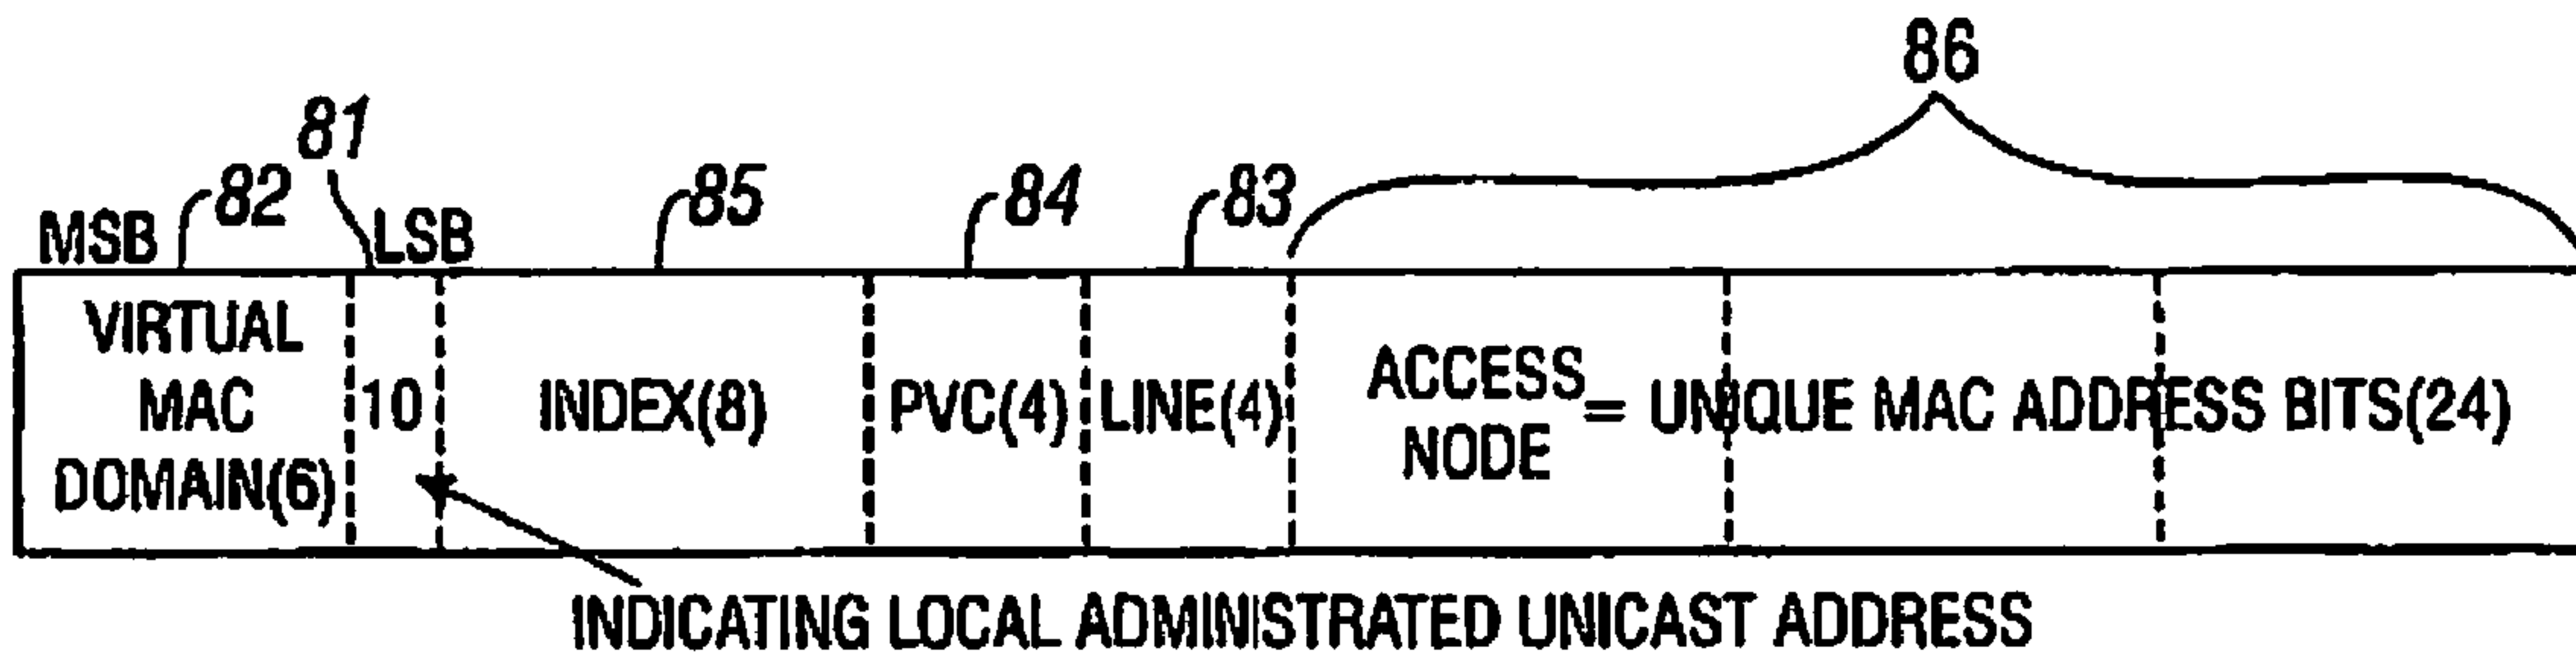 86
81
82
85
84
83
MSB
LSB
VIRTUAL
MAC
DOMAIN(6)
10
INDEX(8)
PVC(4)
LINE(4)
ACCESS
NODE
= UNIQUE MAC ADDRESS BITS(24)
INDICATING LOCAL ADMINISTRATED UNICAST ADDRESS